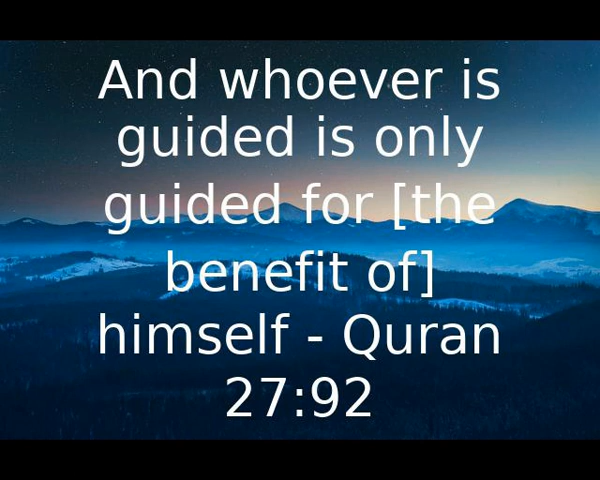 And whoever is
guided is only
guided for [the
benefit of]
himself - Quran
27:92